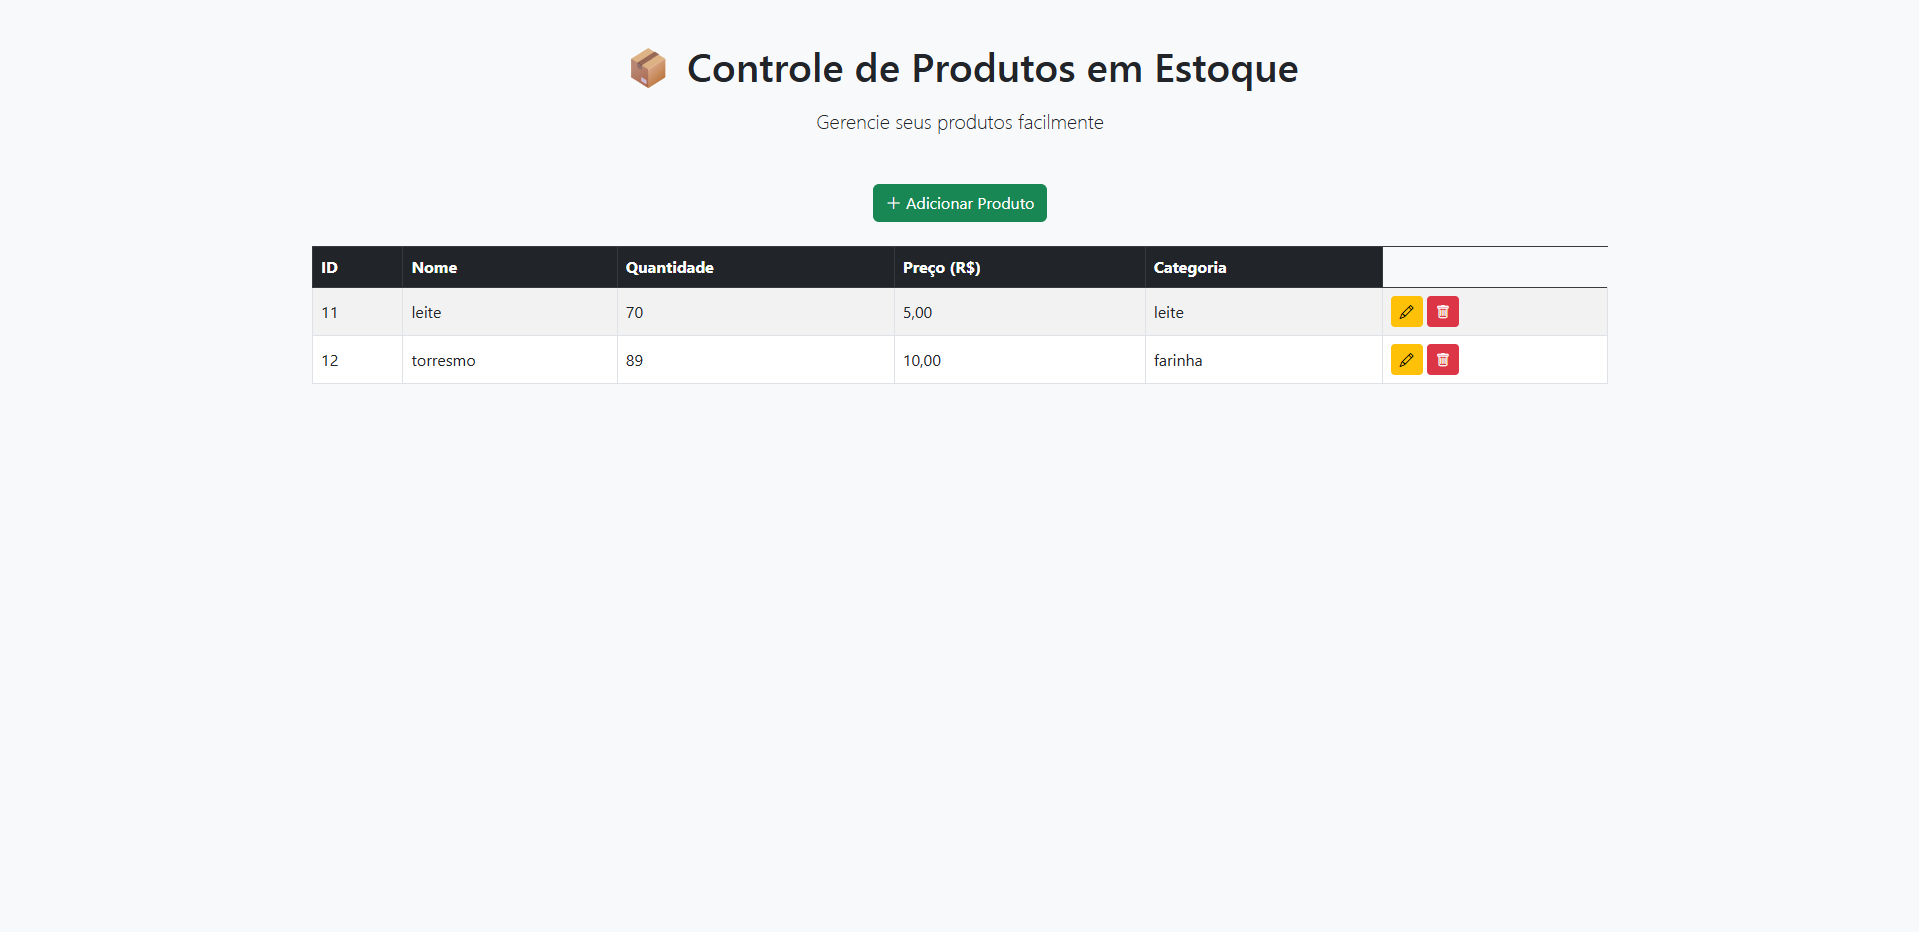 Controle de Produtos em Estoque
Gerencie seus produtos facilmente
+ Adicionar Produto
ID Nome Quantidade Preço (R$) Categoria
11 leite 70 5,00 leite
12 torresmo 89 10,00 farinha